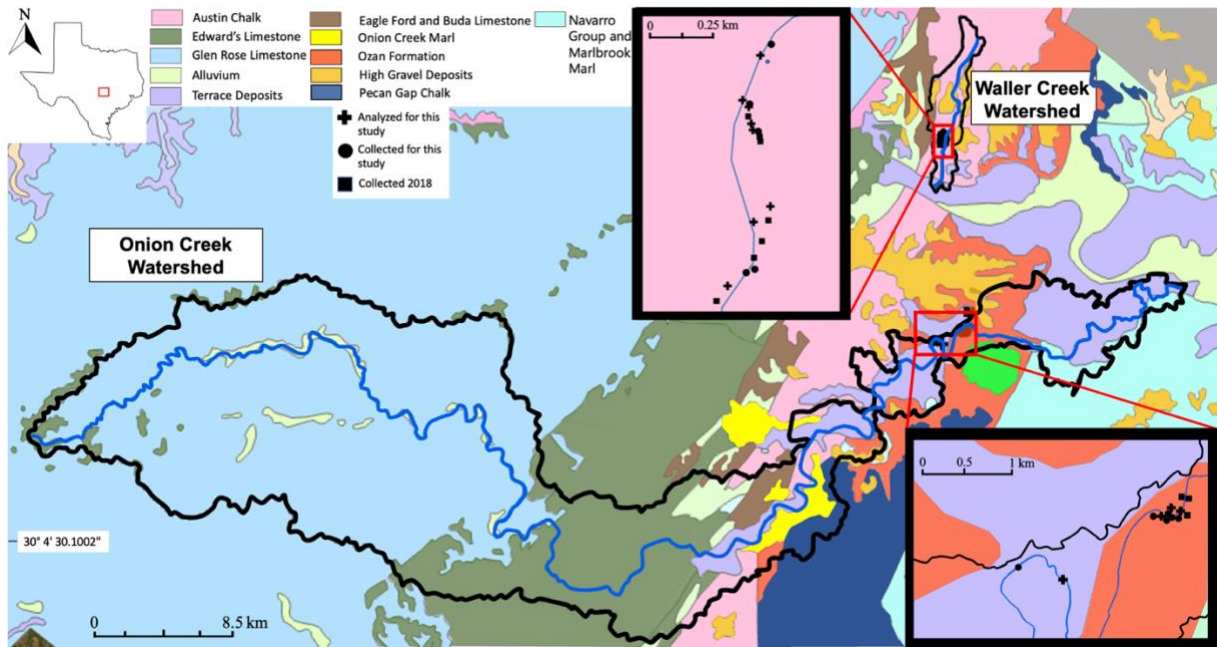 N
Austin Chalk
Edward's Limestone
Glen Rose Limestone
Alluvium
Terrace Deposits
Eagle Ford and Buda Limestone
Onion Creek Marl
Ozan Formation
High Gravel Deposits
Pecan Gap Chalk
Navarro
Group and
Marlbrook
Marl
Analyzed for this
study
Collected for this
study
Collected 2018
0 0.25 km
Waller Creek
Watershed
Onion Creek
Watershed
30° 4' 30.1002"
0 8.5 km
0 0.5 1 km